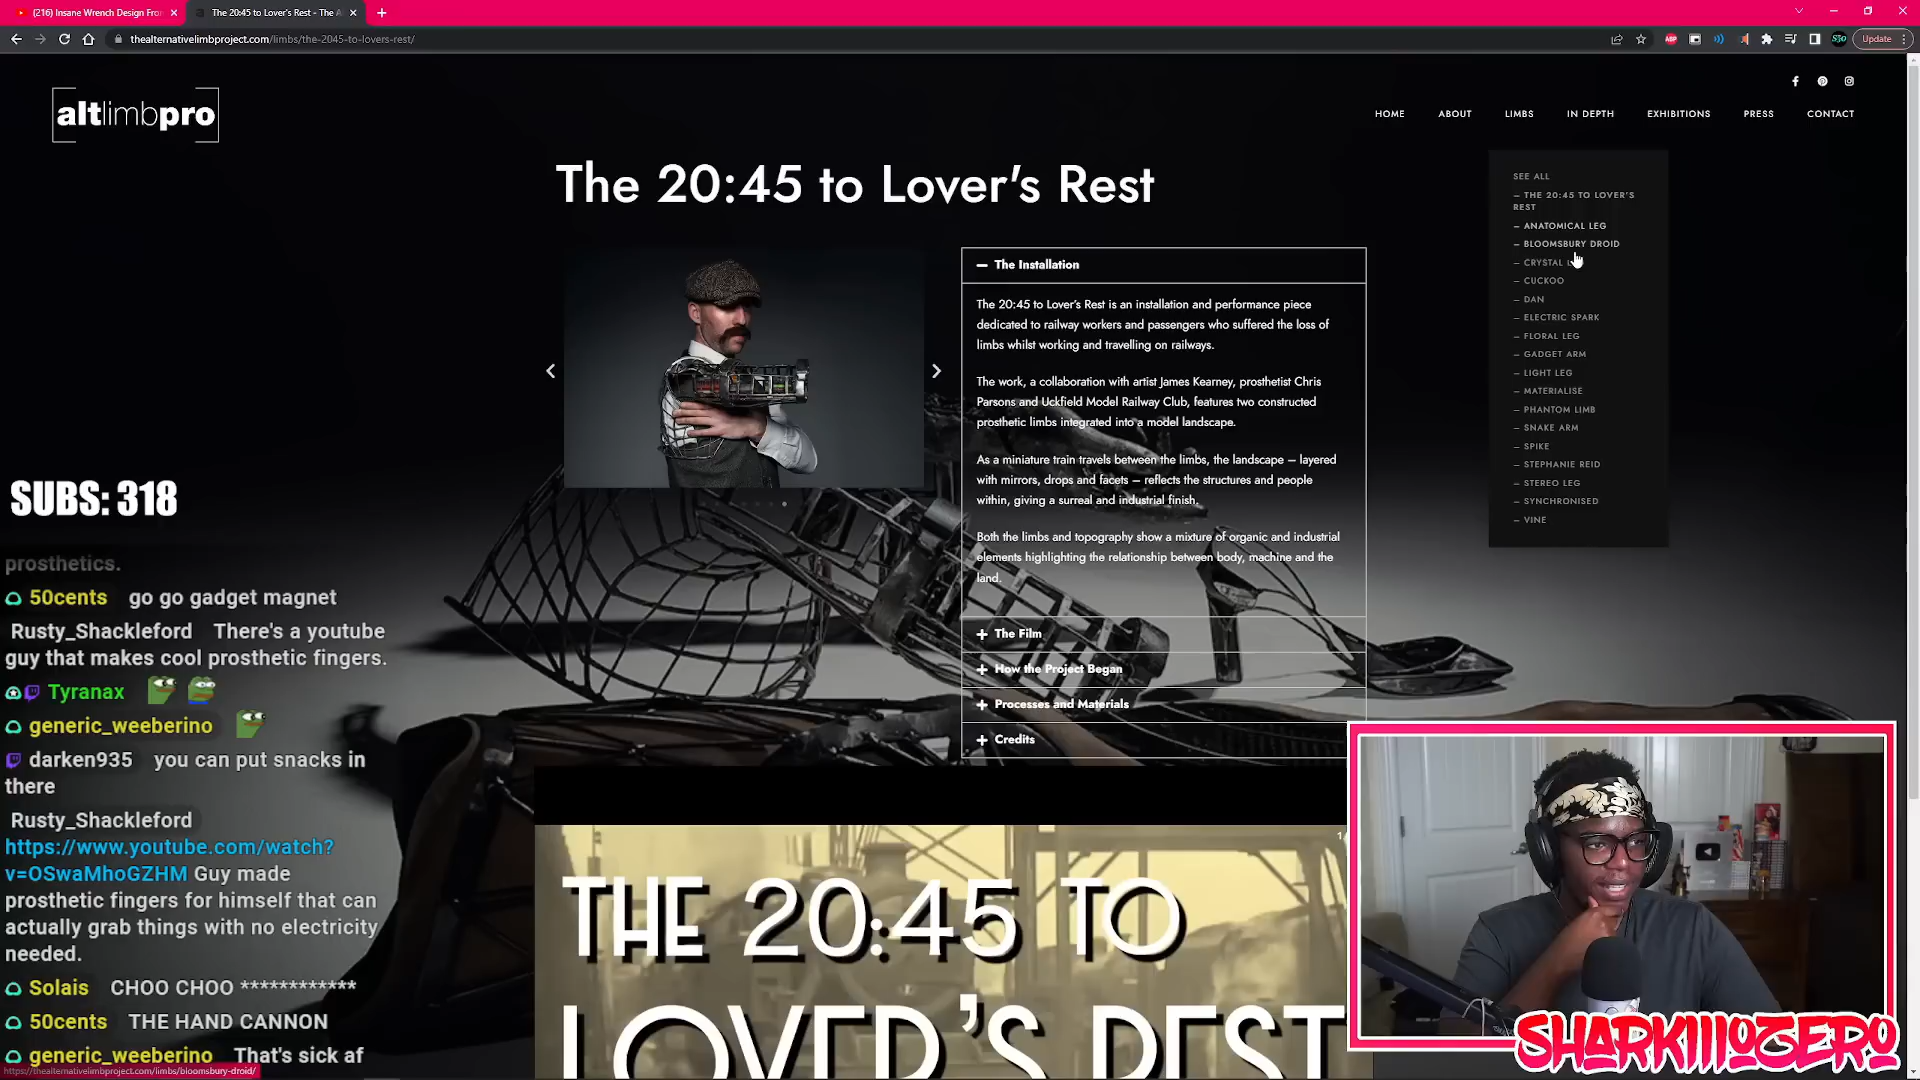 (216) Insane Wrench Design Fro
The 20:45 to Lover's Rest - The A
thealternativelimbproject.com/limbs/the-2045-to-lovers-rest/
ABP
S30
Update
altlimbpro
HOME
ABOUT
LIMBS
IN DEPTH
EXHIBITIONS
PRESS
CONTACT
The 20:45 to Lover's Rest
SEE ALL
– THE 20:45 TO LOVER'S
REST
– ANATOMICAL LEG
– BLOOMSBURY DROID
– CRYSTAL
– CUCKOO
– DAN
– ELECTRIC SPARK
– FLORAL LEG
– GADGET ARM
– LIGHT LEG
– MATERIALISE
– PHANTOM LIMB
– SNAKE ARM
– SPIKE
– STEPHANIE REID
– STEREO LEG
– SYNCHRONISED
– VINE
The Installation
The 20:45 to Lover's Rest is an installation and performance piece
dedicated to railway workers and passengers who suffered the loss of
limbs whilst working and travelling on railways.
The work, a collaboration with artist James Kearney, prosthetist Chris
Parsons and Uckfield Model Railway Club, features two constructed
prosthetic limbs integrated into a model landscape.
As a miniature train travels between the limbs, the landscape – layered
with mirrors, drops and facets – reflects the structures and people
within, giving a surreal and industrial finish.
Both the limbs and topography show a mixture of organic and industrial
elements highlighting the relationship between body, machine and the
land.
The Film
How the Project Began
Processes and Materials
Credits
THE 20:45 TO
LOVER'S REST
SUBS: 318
prosthetics.
50cents go go gadget magnet
Rusty_Shackleford There's a youtube
guy that makes cool prosthetic fingers.
Tyranax
generic_weeberino
darken935 you can put snacks in
there
Rusty_Shackleford
https://www.youtube.com/watch?
v=OSwaMhoGZHM Guy made
prosthetic fingers for himself that can
actually grab things with no electricity
needed.
Solais CHOO CHOO ************
50cents THE HAND CANNON
generic_weeberino That's sick af
https://thealternativelimbproject.com/limbs/bloomsbury-droid/
SHARK111OZERO